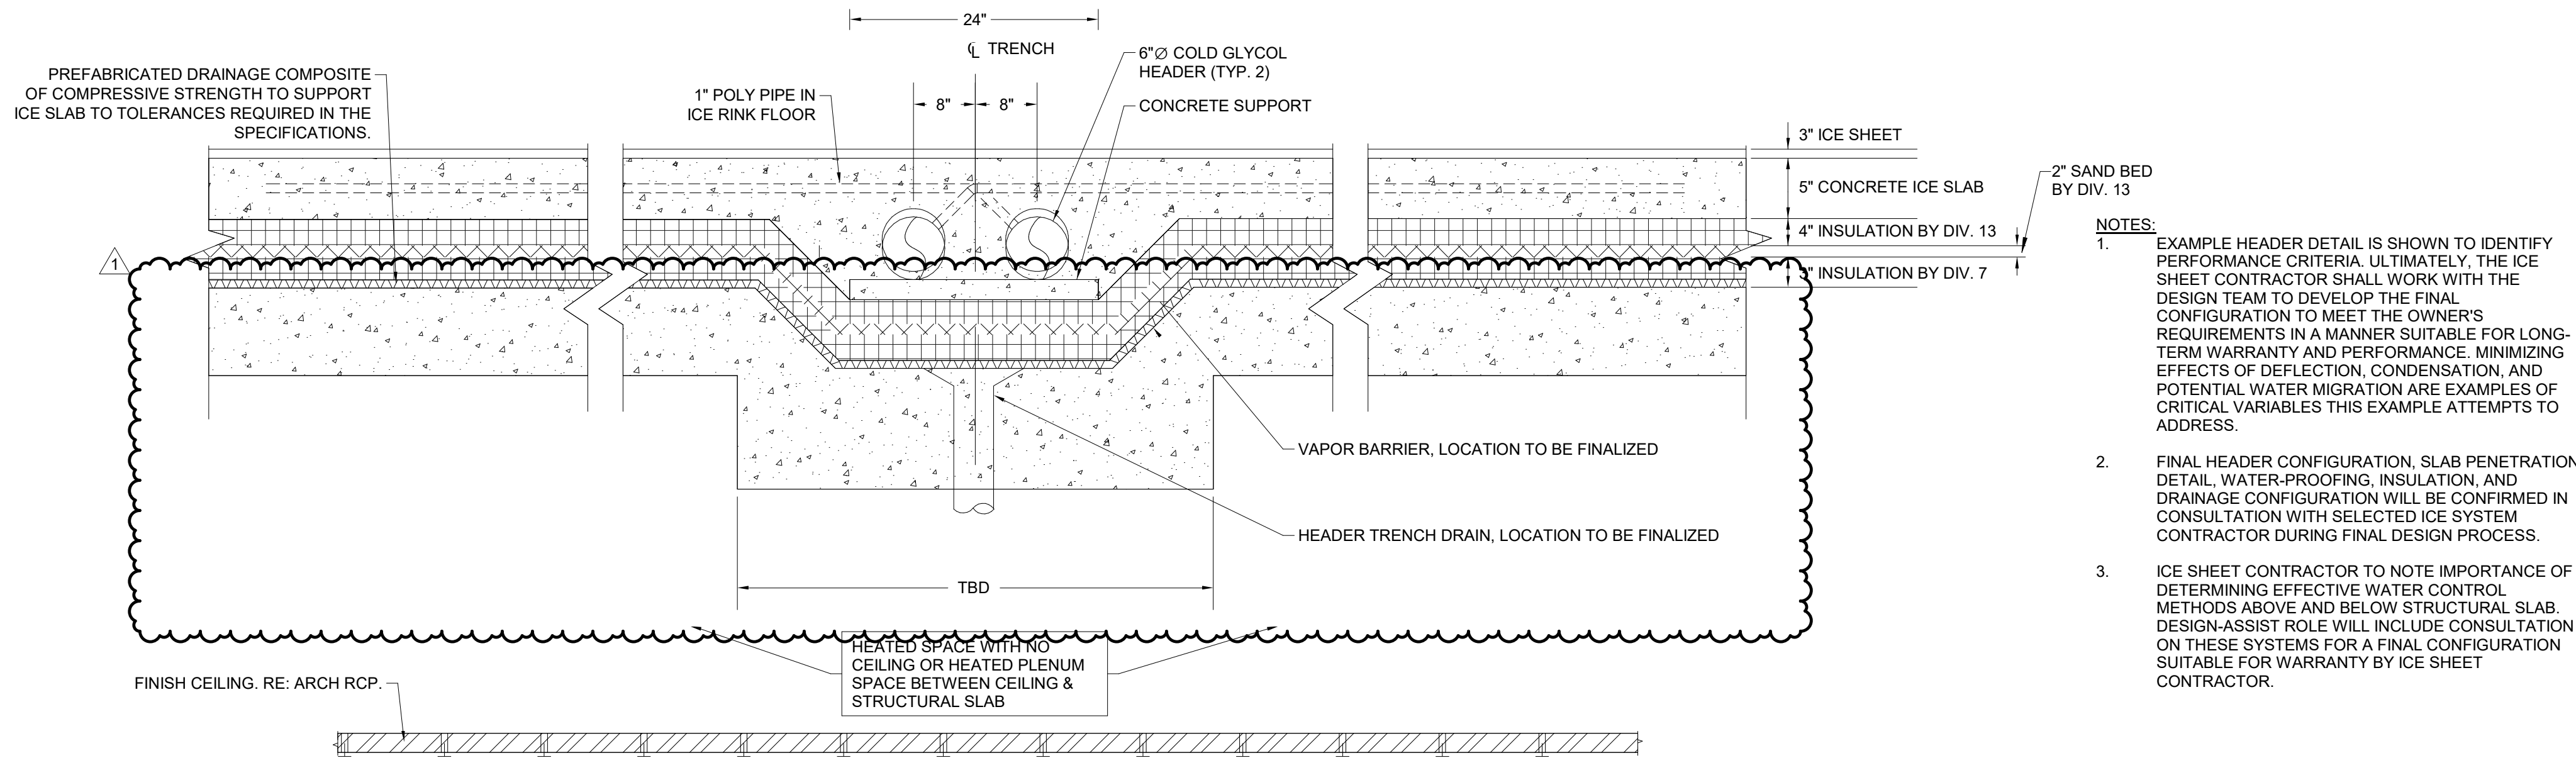 24"
℄ TRENCH
6"Ø COLD GLYCOL
HEADER (TYP. 2)
PREFABRICATED DRAINAGE COMPOSITE
OF COMPRESSIVE STRENGTH TO SUPPORT
ICE SLAB TO TOLERANCES REQUIRED IN THE
SPECIFICATIONS.
1" POLY PIPE IN
ICE RINK FLOOR
8"
8"
CONCRETE SUPPORT
3" ICE SHEET
5" CONCRETE ICE SLAB
4" INSULATION BY DIV. 13
3" INSULATION BY DIV. 7
2" SAND BED
BY DIV. 13
1
VAPOR BARRIER, LOCATION TO BE FINALIZED
HEADER TRENCH DRAIN, LOCATION TO BE FINALIZED
TBD
HEATED SPACE WITH NO
CEILING OR HEATED PLENUM
SPACE BETWEEN CEILING &
STRUCTURAL SLAB
FINISH CEILING. RE: ARCH RCP.
NOTES:
1. EXAMPLE HEADER DETAIL IS SHOWN TO IDENTIFY
PERFORMANCE CRITERIA. ULTIMATELY, THE ICE
SHEET CONTRACTOR SHALL WORK WITH THE
DESIGN TEAM TO DEVELOP THE FINAL
CONFIGURATION TO MEET THE OWNER'S
REQUIREMENTS IN A MANNER SUITABLE FOR LONG-
TERM WARRANTY AND PERFORMANCE. MINIMIZING
EFFECTS OF DEFLECTION, CONDENSATION, AND
POTENTIAL WATER MIGRATION ARE EXAMPLES OF
CRITICAL VARIABLES THIS EXAMPLE ATTEMPTS TO
ADDRESS.
2. FINAL HEADER CONFIGURATION, SLAB PENETRATION
DETAIL, WATER-PROOFING, INSULATION, AND
DRAINAGE CONFIGURATION WILL BE CONFIRMED IN
CONSULTATION WITH SELECTED ICE SYSTEM
CONTRACTOR DURING FINAL DESIGN PROCESS.
3. ICE SHEET CONTRACTOR TO NOTE IMPORTANCE OF
DETERMINING EFFECTIVE WATER CONTROL
METHODS ABOVE AND BELOW STRUCTURAL SLAB.
DESIGN-ASSIST ROLE WILL INCLUDE CONSULTATION
ON THESE SYSTEMS FOR A FINAL CONFIGURATION
SUITABLE FOR WARRANTY BY ICE SHEET
CONTRACTOR.